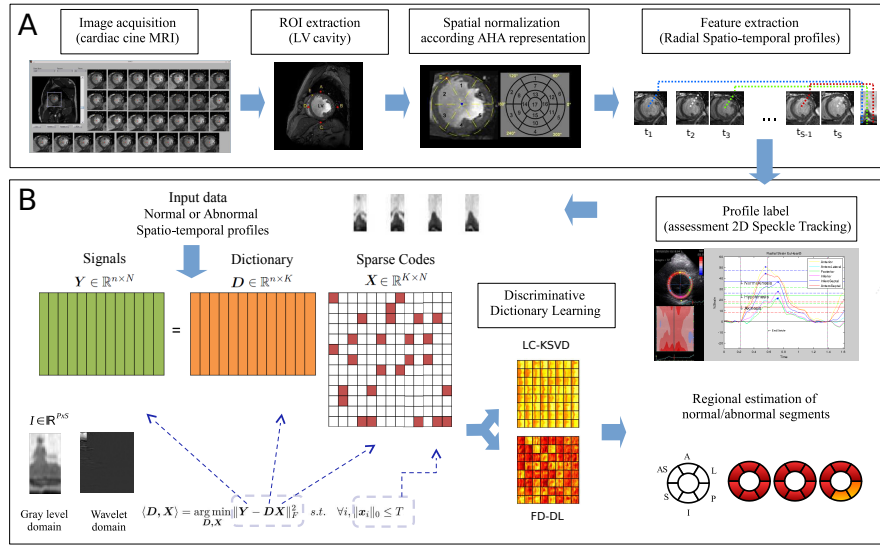 A
Image acquisition
(cardiac cine MRI)
ROI extraction
(LV cavity)
Spatial normalization
according AHA representation
Feature extraction
(Radial Spatio-temporal profiles)
t₁
t₂
t₃
...
tS-1
tS
B
Input data
Normal or Abnormal
Spatio-temporal profiles
Profile label
(assessment 2D Speckle Tracking)
Signals
Y ∈ ℝ^{n×N}
Dictionary
D ∈ ℝ^{n×K}
Sparse Codes
X ∈ ℝ^{K×N}
=
Discriminative
Dictionary Learning
LC-KSVD
FD-DL
Regional estimation of
normal/abnormal segments
A
AS
L
S
P
I
I∈ℝ^{PxS}
Gray level
domain
Wavelet
domain
⟨D, X⟩ = arg min_{D,X} ‖Y − DX‖²_F s.t. ∀i, ‖x_i‖₀ ≤ T